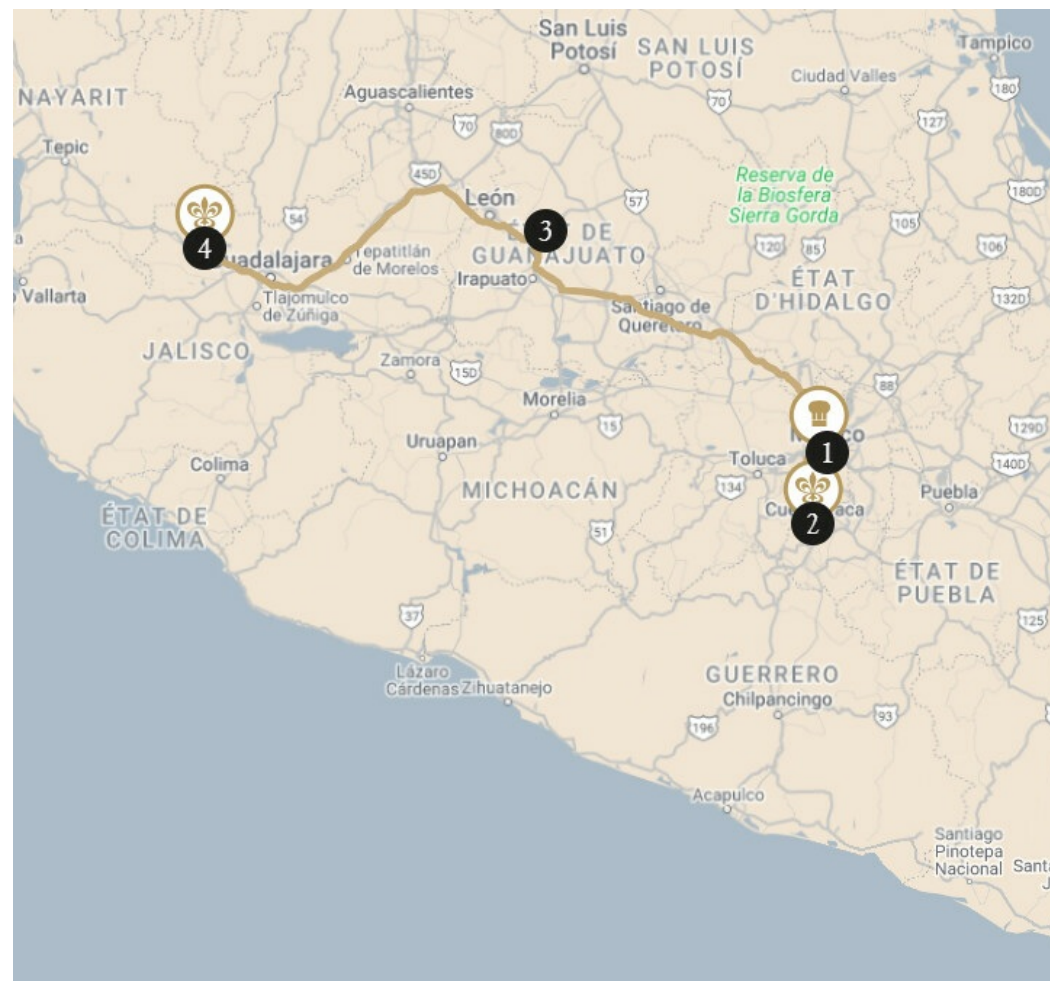 San Luis
Potosí
SAN LUIS
POTOSÍ
Tampico
Ciudad Valles
180
NAYARIT
Aguascalientes
70
70
80D
127
Tepic
45D
Reserva de
la Biosfera
Sierra Gorda
180D
León
57
54
105
4
3
DE
120
85
106
Tepatitlán
de Morelos
Irapuato
ÉTAT
D'HIDALGO
Vallarta
Tlajomulco
de Zúñiga
Santiago de
Querétaro
132D
JALISCO
Zamora
15D
88
Morelia
15
129D
Uruapan
1
Toluca
140D
Colima
MICHOACÁN
134
Puebla
2
ÉTAT DE
COLIMA
51
ÉTAT DE
PUEBLA
37
125
Lázaro
Cárdenas
Zihuatanejo
GUERRERO
Chilpancingo
196
93
Acapulco
Santiago
Pinotepa
Nacional